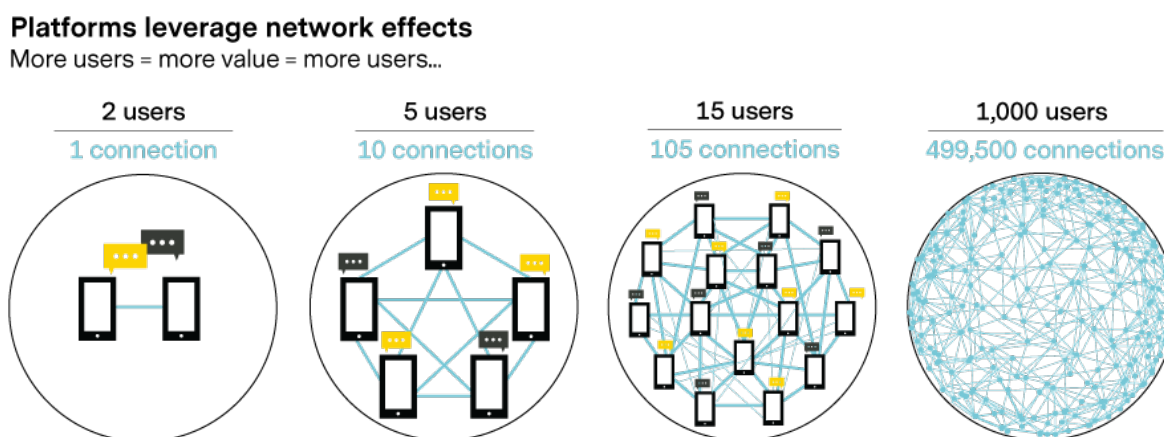 Platforms leverage network effects
More users = more value = more users...
2 users
1 connection
5 users
10 connections
15 users
105 connections
1,000 users
499,500 connections